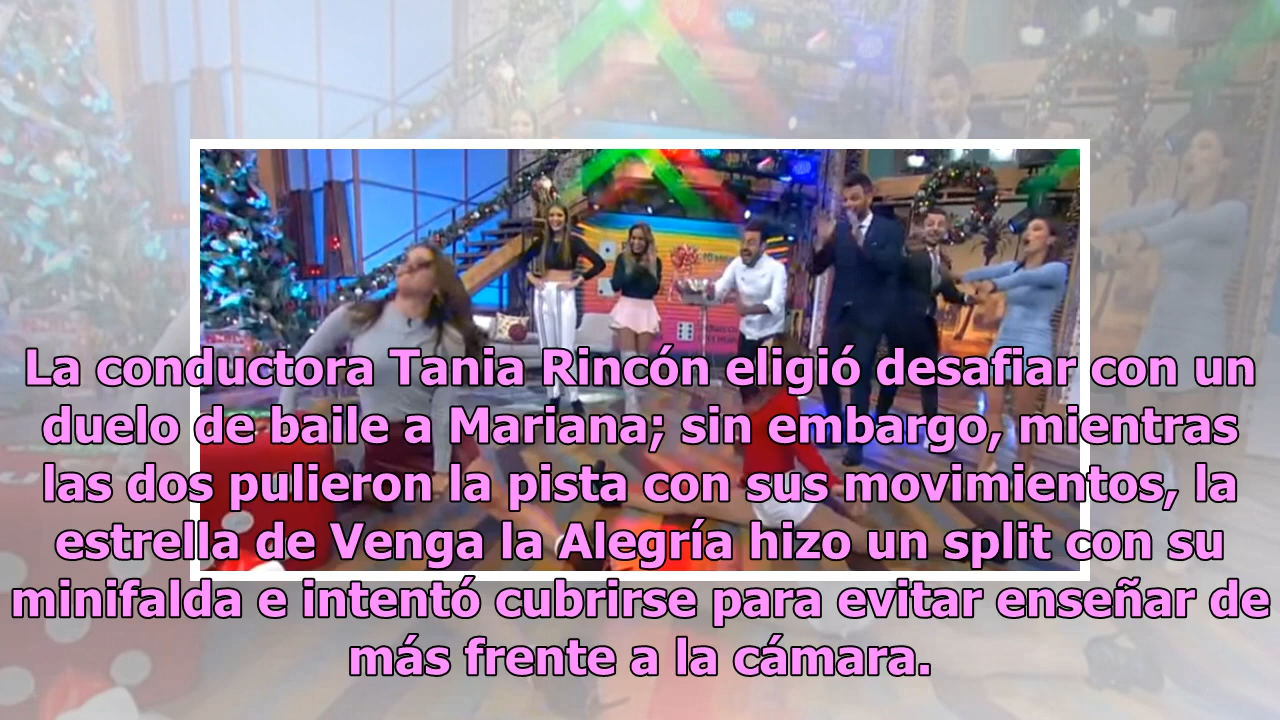 La conductora Tania Rincón eligió desafiar con un
duelo de baile a Mariana; sin embargo, mientras
las dos pulieron la pista con sus movimientos, la
estrella de Venga la Alegría hizo un split con su
minifalda e intentó cubrirse para evitar enseñar de
más frente a la cámara.